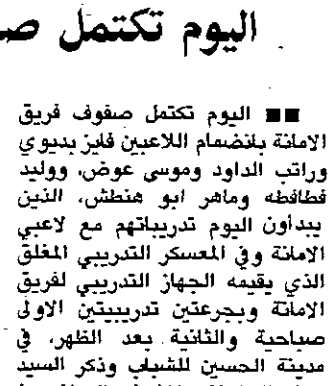 اليوم تكتمل
■■ اليوم تكتمل صفوف فريق
الامانة بانضمام اللاعبين فايز بديوي
وراتب الداود وموسى عوض، ووليد
قطاقطه وماهر ابو هنطش، الذين
يبدأون اليوم تدريباتهم مع لاعبي
الامانة وفي المعسكر التدريبي المغلق
الذي يقيمه الجهاز التدريبي لفريق
الامانة وبجرعتين تدريبيتين الاولى
صباحية والثانية بعد الظهر، في
مدينة الحسين للشباب وذكر السيد